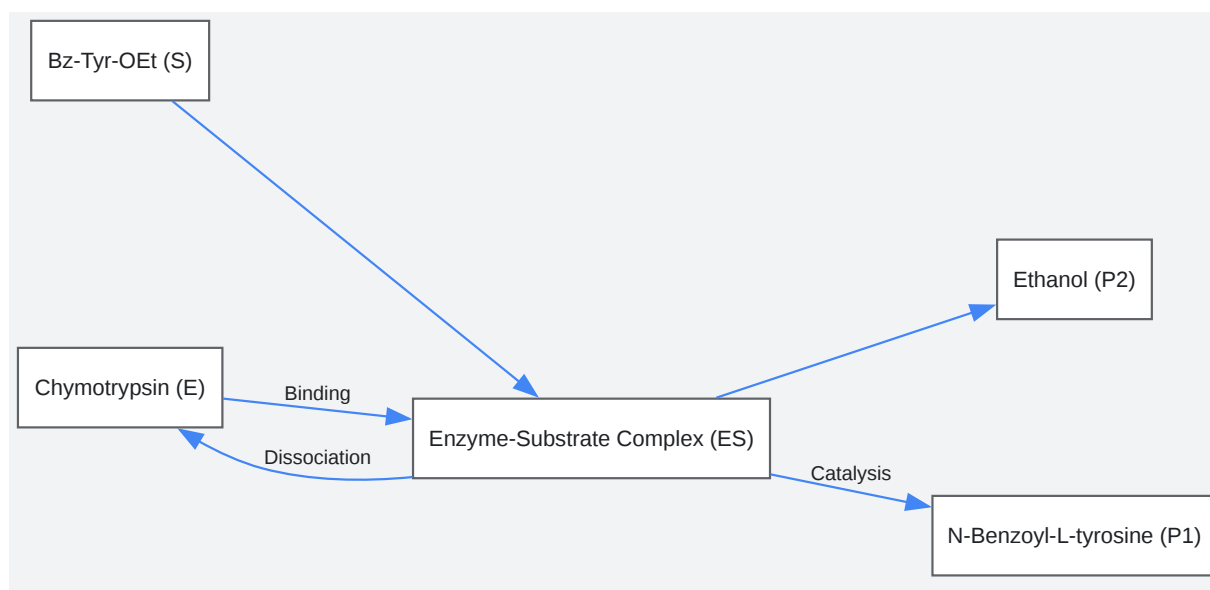 Bz-Tyr-OEt (S)
Ethanol (P2)
Chymotrypsin (E)
Binding
Enzyme-Substrate Complex (ES)
Dissociation
Catalysis
N-Benzoyl-L-tyrosine (P1)